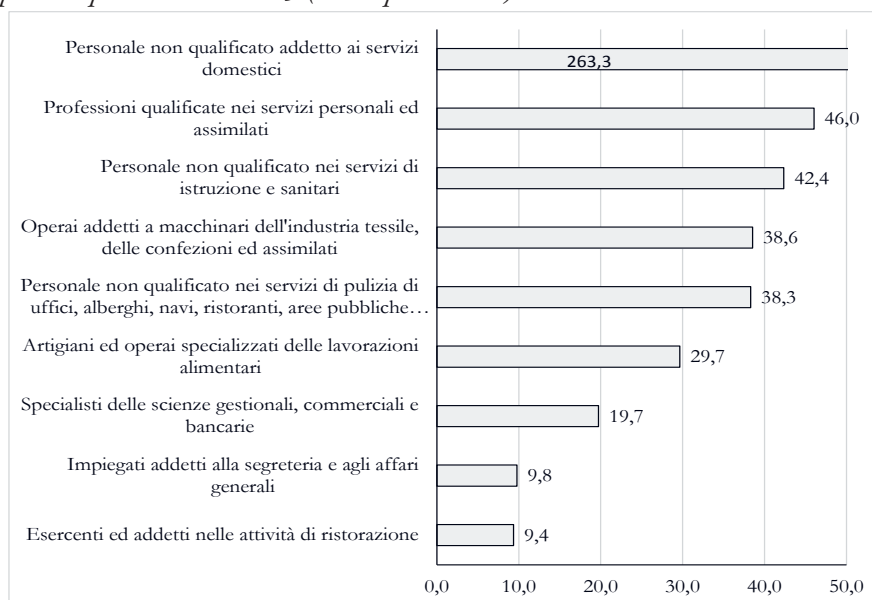 Personale non qualificato addetto ai servizi
domestici
263,3
Professioni qualificate nei servizi personali ed
assimilati
46,0
Personale non qualificato nei servizi di
istruzione e sanitari
42,4
Operai addetti a macchinari dell'industria tessile,
delle confezioni ed assimilati
38,6
Personale non qualificato nei servizi di pulizia di
uffici, alberghi, navi, ristoranti, aree pubbliche…
38,3
Artigiani ed operai specializzati delle lavorazioni
alimentari
29,7
Specialisti delle scienze gestionali, commerciali e
bancarie
19,7
Impiegati addetti alla segreteria e agli affari
generali
9,8
Esercenti ed addetti nelle attività di ristorazione
9,4
0,0 10,0 20,0 30,0 40,0 50,0